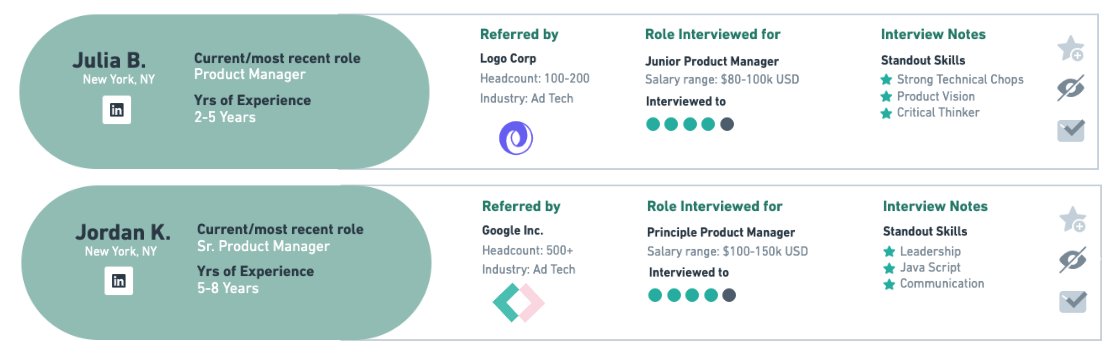 Julia B.
New York, NY
in
Current/most recent role
Product Manager
Yrs of Experience
2-5 Years
Referred by
Logo Corp
Headcount: 100-200
Industry: Ad Tech
Role Interviewed for
Junior Product Manager
Salary range: $80-100k USD
Interviewed to
Interview Notes
Standout Skills
Strong Technical Chops
Product Vision
Critical Thinker
Jordan K.
New York, NY
in
Current/most recent role
Sr. Product Manager
Yrs of Experience
5-8 Years
Referred by
Google Inc.
Headcount: 500+
Industry: Ad Tech
Role Interviewed for
Principle Product Manager
Salary range: $100-150k USD
Interviewed to
Interview Notes
Standout Skills
Leadership
Java Script
Communication